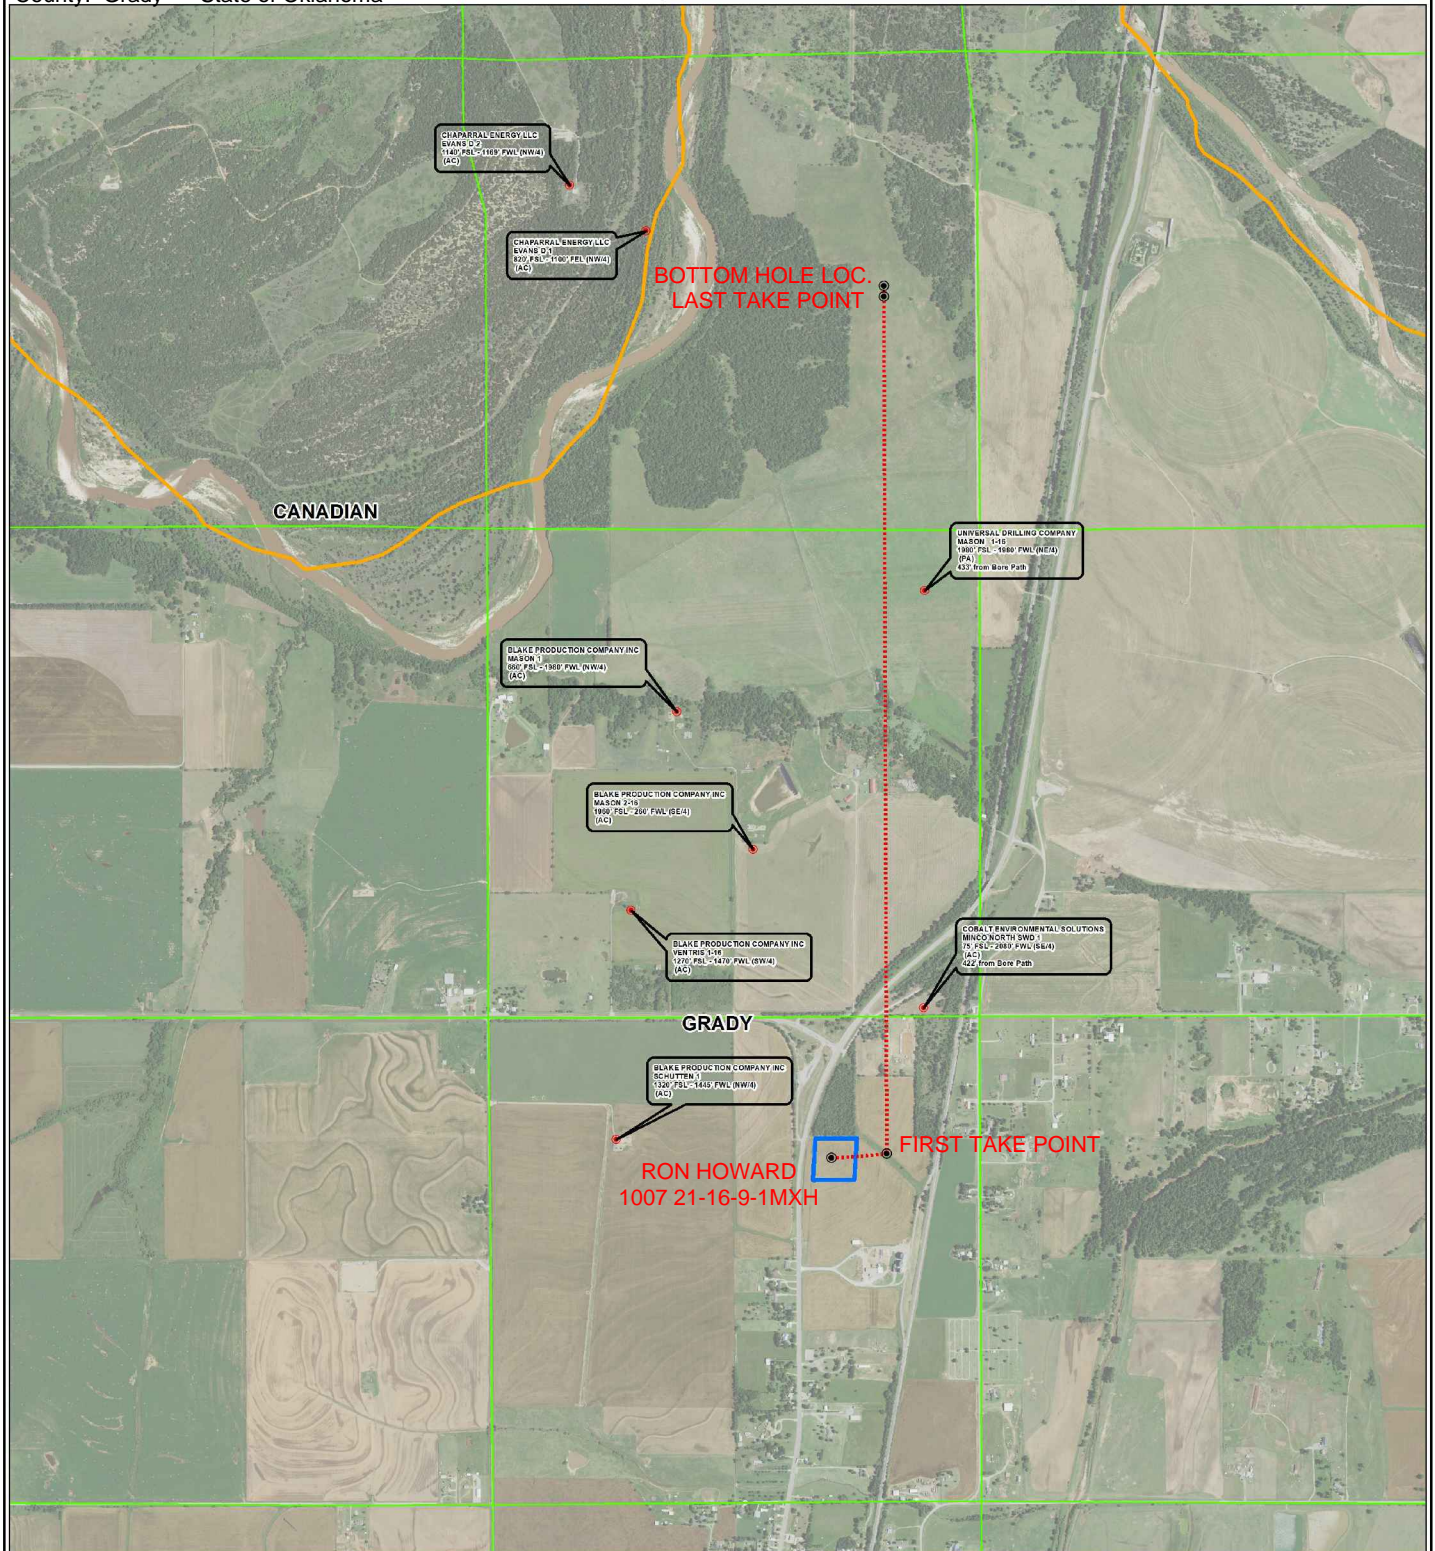 County: Grady State of Oklahoma
CHAPARRAL ENERGY LLC
EVANS D 2
1140' FSL - 1169' FWL (NW/4)
(AC)
CHAPARRAL ENERGY LLC
EVANS D 1
820' FSL - 1100' FEL (NW/4)
(AC)
BOTTOM HOLE LOC.
LAST TAKE POINT
CANADIAN
UNIVERSAL DRILLING COMPANY
MASON 1-16
1980' FSL - 1980' FWL (NE/4)
(PA)
433' from Bore Path
BLAKE PRODUCTION COMPANY INC
MASON 1
660' FSL - 1980' FWL (NW/4)
(AC)
BLAKE PRODUCTION COMPANY INC
MASON 2-16
1960' FSL - 260' FWL (SE/4)
(AC)
BLAKE PRODUCTION COMPANY INC
VENTRIS 1-16
1270' FSL - 1470' FWL (SW/4)
(AC)
COBALT ENVIRONMENTAL SOLUTIONS
MINCO NORTH SWD 1
75' FSL - 2080' FWL (SE/4)
(AC)
422' from Bore Path
GRADY
BLAKE PRODUCTION COMPANY INC
SCHUTTEN 1
1320' FSL - 1445' FWL (NW/4)
(AC)
FIRST TAKE POINT
RON HOWARD
1007 21-16-9-1MXH